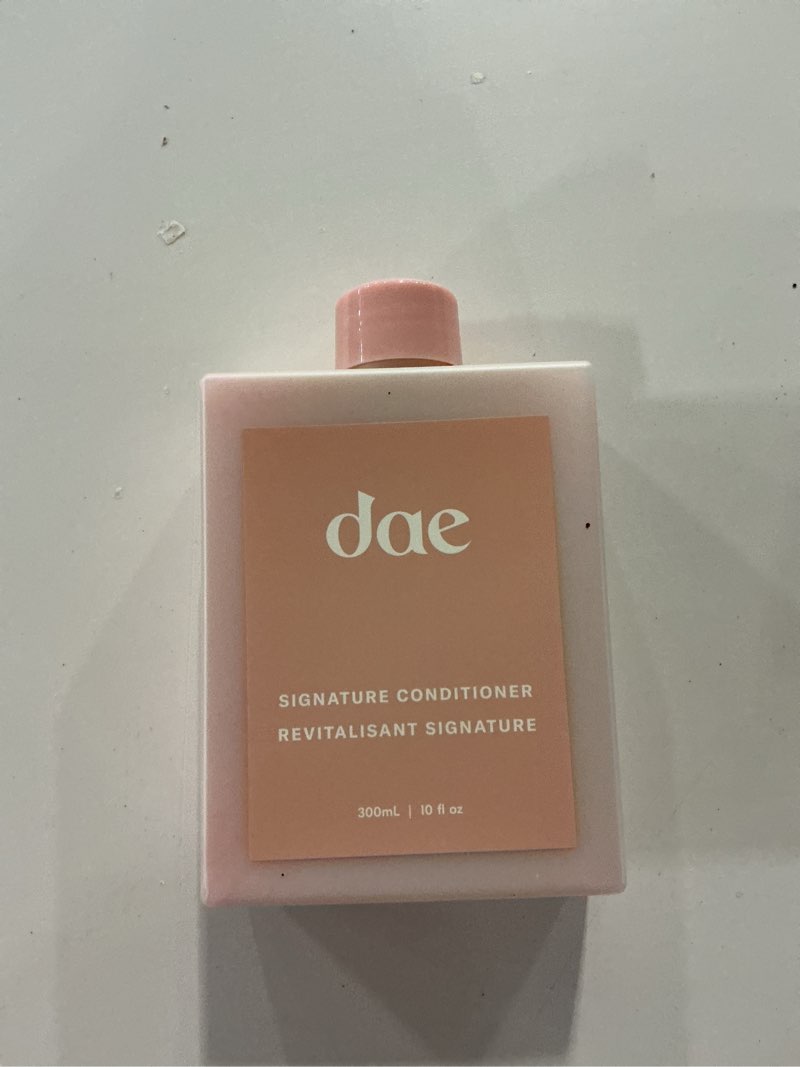 dae
SIGNATURE CONDITIONER
REVITALISANT SIGNATURE
300mL | 10 fl oz